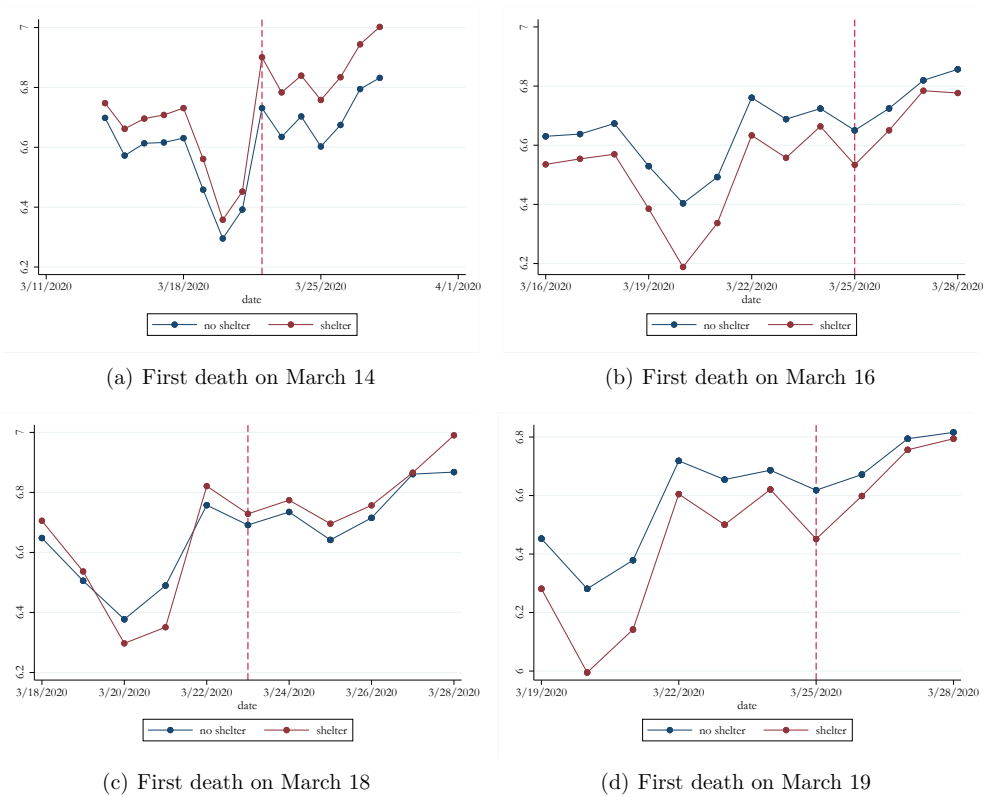 7
6.8
6.6
6.4
6.2
3/11/2020 3/18/2020 3/25/2020 4/1/2020
date
no shelter shelter
(a) First death on March 14
7
6.8
6.6
6.4
6.2
3/16/2020 3/19/2020 3/22/2020 3/25/2020 3/28/2020
date
no shelter shelter
(b) First death on March 16
7
6.8
6.6
6.4
6.2
3/18/2020 3/20/2020 3/22/2020 3/24/2020 3/26/2020 3/28/2020
date
no shelter shelter
(c) First death on March 18
6.8
6.6
6.4
6.2
6
3/19/2020 3/22/2020 3/25/2020 3/28/2020
date
no shelter shelter
(d) First death on March 19